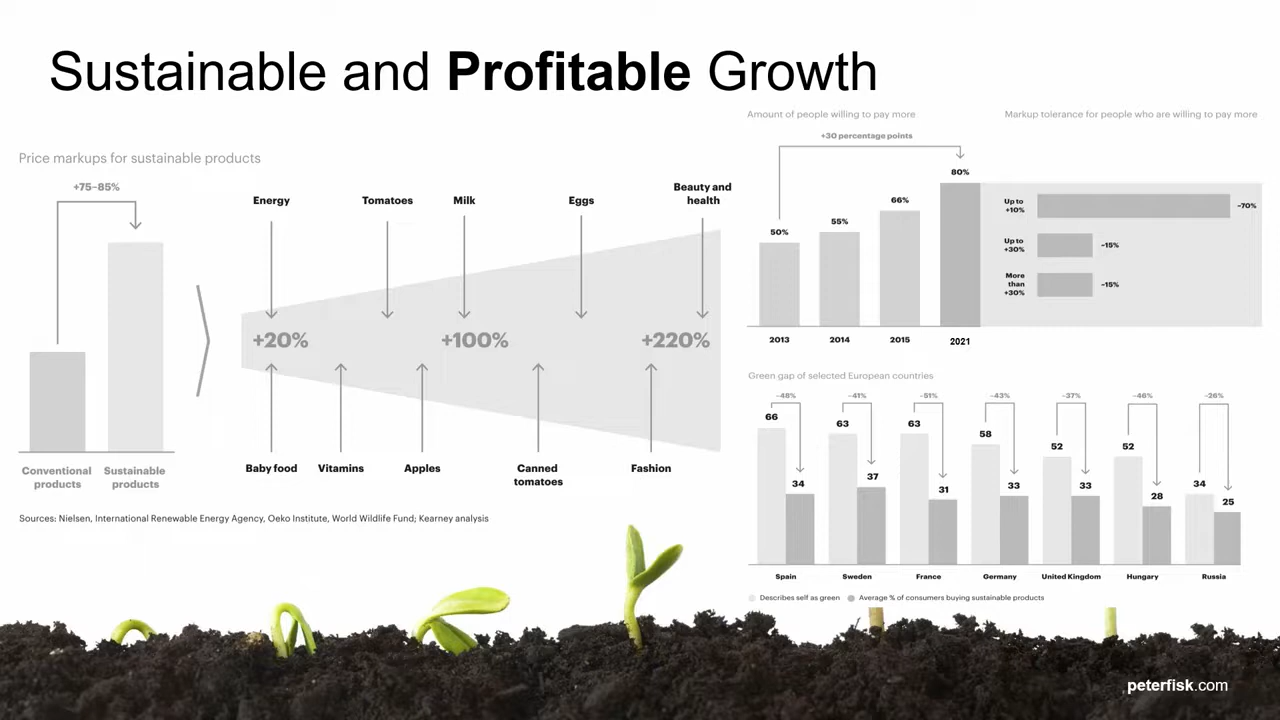 Sustainable and Profitable Growth
Price markups for sustainable products
+75–85%
Conventional products
Sustainable products
Energy
Tomatoes
Milk
Eggs
Beauty and health
+20%
+100%
+220%
Baby food
Vitamins
Apples
Canned tomatoes
Fashion
Sources: Nielsen, International Renewable Energy Agency, Oeko Institute, World Wildlife Fund; Kearney analysis
Amount of people willing to pay more
+30 percentage points
50%
55%
66%
80%
2013
2014
2015
2021
Markup tolerance for people who are willing to pay more
Up to +10%
~70%
Up to +30%
~15%
More than +30%
~15%
Green gap of selected European countries
–48%
–41%
–51%
–43%
–37%
–46%
–26%
66
34
63
37
63
31
58
33
52
33
52
28
34
25
Spain
Sweden
France
Germany
United Kingdom
Hungary
Russia
Describes self as green
Average % of consumers buying sustainable products
peterfisk.com